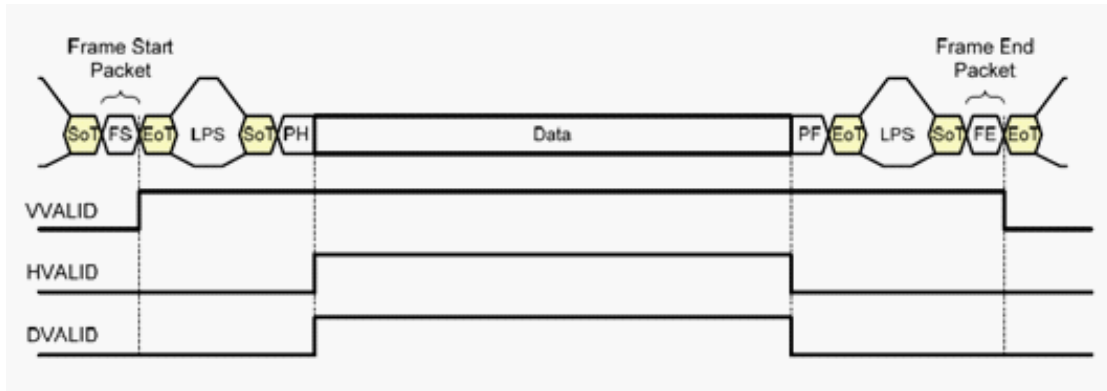 Frame Start
Packet
Frame End
Packet
SoT FS EoT LPS SoT PH Data PF EoT LPS SoT FE EoT
VVALID
HVALID
DVALID